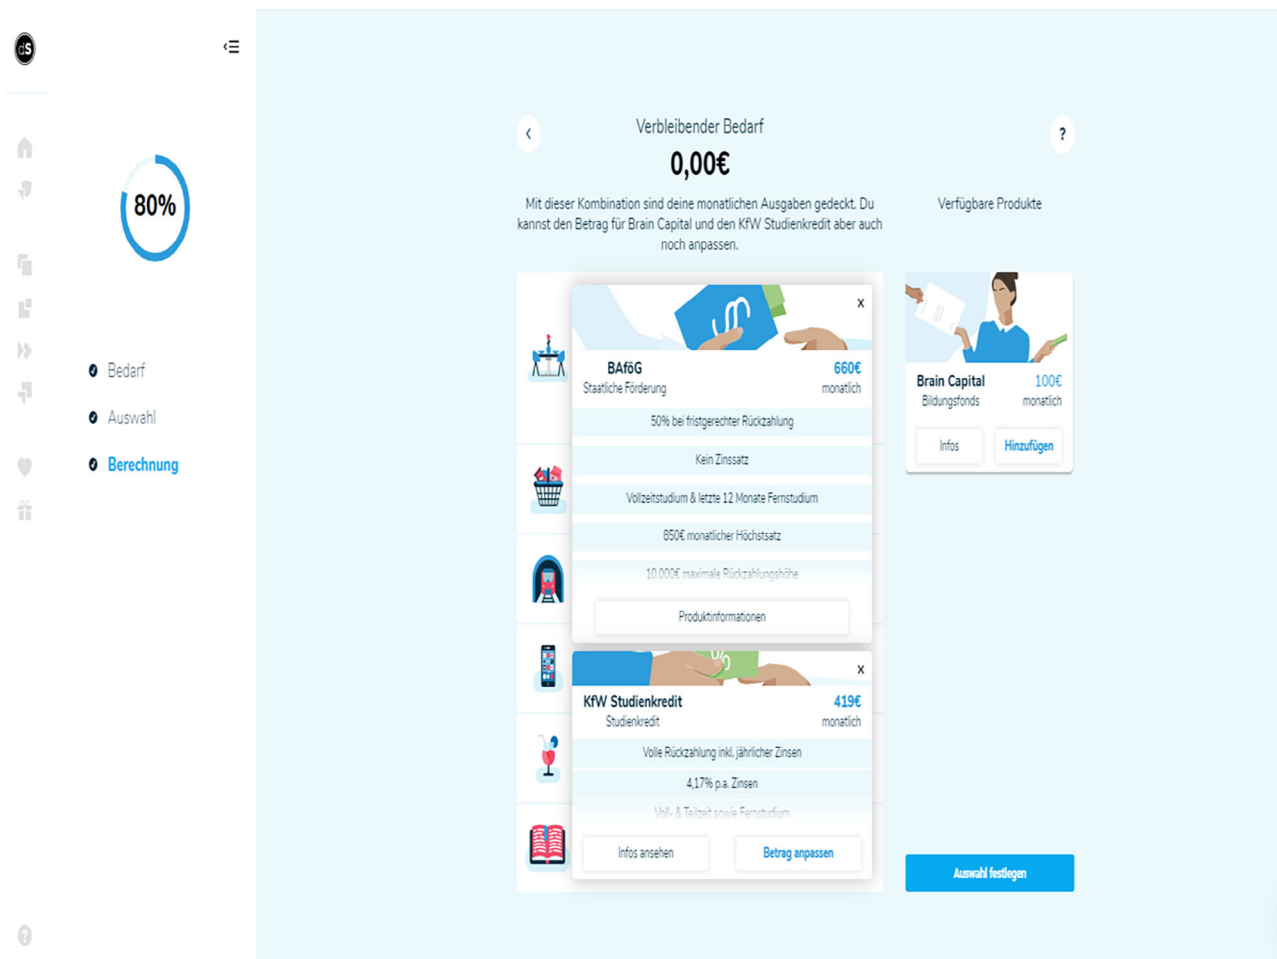 dS
80%
Bedarf
Auswahl
Berechnung
?
‹
Verbleibender Bedarf
0,00€
Mit dieser Kombination sind deine monatlichen Ausgaben gedeckt. Du
kannst den Betrag für Brain Capital und den KfW Studienkredit aber auch
noch anpassen.
?
Verfügbare Produkte
x
BAföG 660€
Staatliche Förderung monatlich
50% bei fristgerechter Rückzahlung
Kein Zinssatz
Vollzeitstudium & letzte 12 Monate Fernstudium
850€ monatlicher Höchstsatz
10.000€ maximale Rückzahlungshöhe
Produktinformationen
x
KfW Studienkredit 419€
Studienkredit monatlich
Volle Rückzahlung inkl. jährlicher Zinsen
4,17% p.a. Zinsen
Voll- & Teilzeit sowie Fernstudium
Infos ansehen Betrag anpassen
Brain Capital 100€
Bildungsfonds monatlich
Infos Hinzufügen
Auswahl festlegen